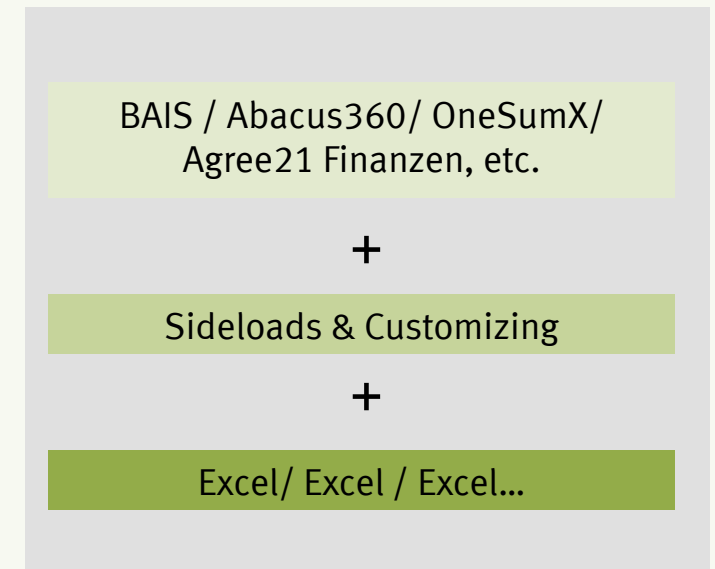 BAIS / Abacus360/ OneSumX/
Agree21 Finanzen, etc.
+
Sideloads & Customizing
+
Excel/ Excel / Excel…